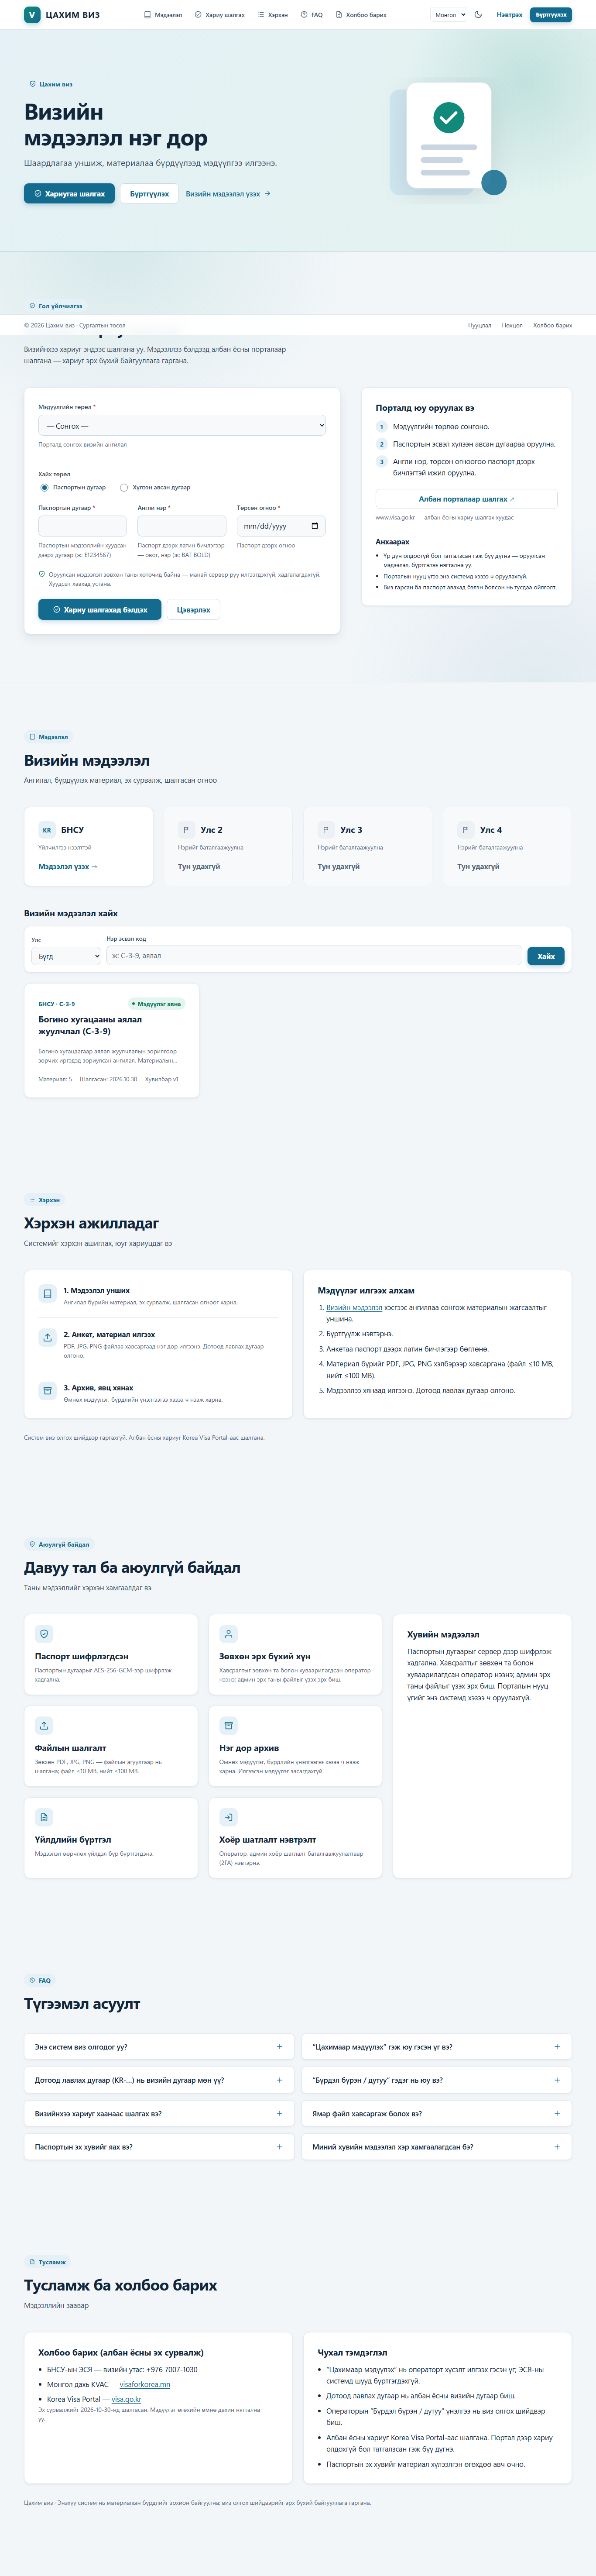 V ЦАХИМ ВИЗ
Мэдээлэл Хариу шалгах Хэрхэн FAQ Холбоо барих
Монгол Нэвтрэх Бүртгүүлэх
Цахим виз
Визийн
мэдээлэл нэг дор
Шаардлагаа уншиж, материалаа бүрдүүлээд мэдүүлгээ илгээнэ.
Хариугаа шалгах Бүртгүүлэх Визийн мэдээлэл үзэх →
Гол үйлчилгээ
© 2026 Цахим виз · Сургалтын төсөл
Нууцлал Нөхцөл Холбоо барих
Визийнхээ хариуг эндээс шалгана уу. Мэдээллээ бэлдээд албан ёсны порталаар
шалгана — хариуг эрх бүхий байгууллага гаргана.
Мэдүүлгийн төрөл *
— Сонгох —
Порталд сонгох визийн ангилал
Хайх төрөл
Паспортын дугаар Хүлээн авсан дугаар
Паспортын дугаар * Англи нэр * Төрсөн огноо *
mm/dd/yyyy
Паспортын мэдээллийн хуудсан
дээрх дугаар (ж: E1234567)
Паспорт дээрх латин бичлэгээр
— овог, нэр (ж: BAT BOLD)
Паспорт дээрх огноо
Оруулсан мэдээлэл зөвхөн таны хөтөчид байна — манай сервер рүү илгээгдэхгүй, хадгалагдахгүй.
Хуудсыг хаахад устана.
Хариу шалгахад бэлдэх Цэвэрлэх
Порталд юу оруулах вэ
1 Мэдүүлгийн төрлөө сонгоно.
2 Паспортын эсвэл хүлээн авсан дугаараа оруулна.
3 Англи нэр, төрсөн огноогоо паспорт дээрх
бичлэгтэй ижил оруулна.
Албан порталаар шалгах ↗
www.visa.go.kr — албан ёсны хариу шалгах хуудас
Анхаарах
• Үр дүн олдоогүй бол татгалзсан гэж бүү дүгнэ — оруулсан
мэдээлэл, бүртгэлээ нягтална уу.
• Порталын нууц үгээ энэ системд хэзээ ч оруулахгүй.
• Виз гарсан ба паспорт авахад бэлэн болсон нь тусдаа ойлголт.
Мэдээлэл
Визийн мэдээлэл
Ангилал, бүрдүүлэх материал, эх сурвалж, шалгасан огноо
KR БНСУ
Үйлчилгээ нээлттэй
Мэдээлэл үзэх →
Улс 2
Нэрийг баталгаажуулна
Тун удахгүй
Улс 3
Нэрийг баталгаажуулна
Тун удахгүй
Улс 4
Нэрийг баталгаажуулна
Тун удахгүй
Визийн мэдээлэл хайх
Улс Нэр эсвэл код
Бүгд ж: C-3-9, аялал Хайх
БНСУ · C-3-9 • Мэдүүлэг авна
Богино хугацааны аялал
жуулчлал (C-3-9)
Богино хугацаагаар аялал жуулчлалын зорилгоор
зорчих иргэдэд зориулсан ангилал. Материалын...
Материал: 5 Шалгасан: 2026.10.30 Хувилбар v1
Хэрхэн
Хэрхэн ажилладаг
Системийг хэрхэн ашиглах, юуг хариуцдаг вэ
1. Мэдээлэл унших
Ангилал бүрийн материал, эх сурвалж, шалгасан огноог харна.
2. Анкет, материал илгээх
PDF, JPG, PNG файлаа хавсаргаад нэг дор илгээнэ. Дотоод лавлах дугаар
олгоно.
3. Архив, явц хянах
Өмнөх мэдүүлэг, бүрдлийн үнэлгээгээ хэзээ ч нээж харна.
Мэдүүлэг илгээх алхам
1. Визийн мэдээлэл хэсгээс ангиллаа сонгож материалын жагсаалтыг
уншина.
2. Бүртгүүлж нэвтэрнэ.
3. Анкетаа паспорт дээрх латин бичлэгээр бөглөнө.
4. Материал бүрийг PDF, JPG, PNG хэлбэрээр хавсаргана (файл ≤10 MB,
нийт ≤100 MB).
5. Мэдээллээ хянаад илгээнэ. Дотоод лавлах дугаар олгоно.
Систем виз олгох шийдвэр гаргахгүй. Албан ёсны хариуг Korea Visa Portal-аас шалгана.
Аюулгүй байдал
Давуу тал ба аюулгүй байдал
Таны мэдээллийг хэрхэн хамгаалдаг вэ
Паспорт шифрлэгдсэн
Паспортын дугаарыг AES-256-GCM-ээр шифрлэж
хадгална.
Зөвхөн эрх бүхий хүн
Хавсралтыг зөвхөн та болон хуваарилагдсан оператор
нээнэ; админ эрх таны файлыг үзэх эрх биш.
Хувийн мэдээлэл
Паспортын дугаарыг сервер дээр шифрлэж
хадгална. Хавсралтыг зөвхөн та болон
хуваарилагдсан оператор нээнэ; админ эрх
таны файлыг үзэх эрх биш. Порталын нууц
үгийг энэ системд хэзээ ч оруулахгүй.
Файлын шалгалт
Зөвхөн PDF, JPG, PNG — файлын агуулгаар нь
шалгана: файл ≤10 MB, нийт ≤100 MB.
Нэг дор архив
Өмнөх мэдүүлэг, бүрдлийн үнэлгээгээ хэзээ ч нээж
харна. Илгээсэн мэдүүлэг засагдахгүй.
Үйлдлийн бүртгэл
Мэдээлэл өөрчлөх үйлдэл бүр бүртгэгдэнэ.
Хоёр шатлалт нэвтрэлт
Оператор, админ хоёр шатлалт баталгаажуулалтаар
(2FA) нэвтэрнэ.
FAQ
Түгээмэл асуулт
Энэ систем виз олгодог уу?
“Цахимаар мэдүүлэх” гэж юу гэсэн үг вэ?
Дотоод лавлах дугаар (KR-...) нь визийн дугаар мөн үү?
“Бүрдэл бүрэн / дутуу” гэдэг нь юу вэ?
Визийнхээ хариуг хаанаас шалгах вэ?
Ямар файл хавсаргаж болох вэ?
Паспортын эх хувийг яах вэ?
Миний хувийн мэдээлэл хэр хамгаалагдсан бэ?
Тусламж
Тусламж ба холбоо барих
Мэдээллийн заавар
Холбоо барих (албан ёсны эх сурвалж)
• БНСУ-ын ЭСЯ — визийн утас: +976 7007-1030
• Монгол дахь KVAC — visaforkorea.mn
• Korea Visa Portal — visa.go.kr
Эх сурвалжийг 2026-10-30-нд шалгасан. Мэдүүлэг өгөхийн өмнө дахин нягтална
уу.
Чухал тэмдэглэл
• “Цахимаар мэдүүлэх” нь операторт хүсэлт илгээх гэсэн үг; ЭСЯ-ны
системд шууд бүртгэгдэхгүй.
• Дотоод лавлах дугаар нь албан ёсны визийн дугаар биш.
• Операторын “Бүрдэл бүрэн / дутуу” үнэлгээ нь виз олгох шийдвэр
биш.
• Албан ёсны хариуг Korea Visa Portal-аас шалгана. Портал дээр хариу
олдохгүй бол татгалзсан гэж бүү дүгнэ.
• Паспортын эх хувийг материал хүлээлгэн өгөхдөө авч очно.
Цахим виз · Энэхүү систем нь материалын бүрдлийг зохион байгуулна; виз олгох шийдвэрийг эрх бүхий байгууллага гаргана.